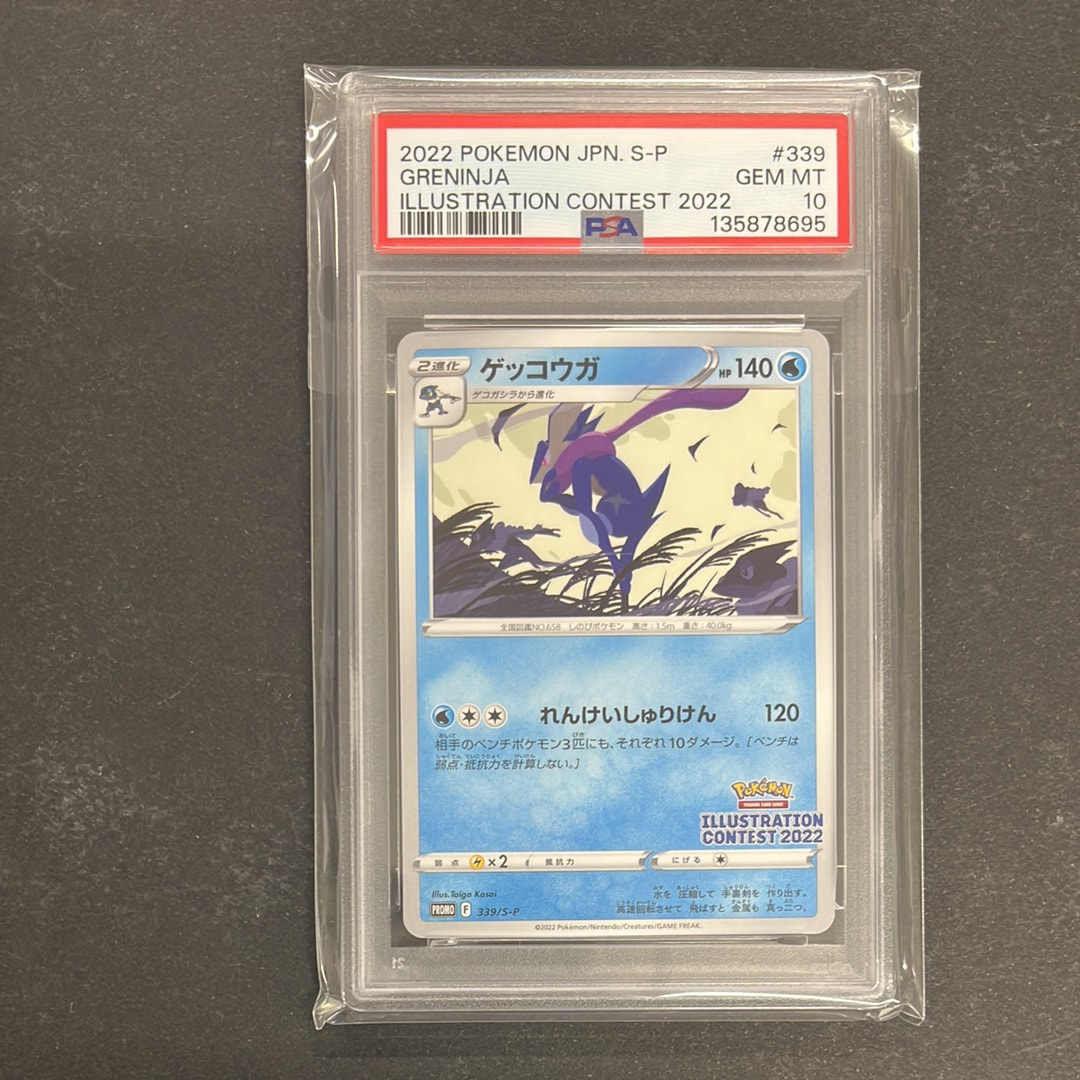 2022 POKEMON JPN. S-P #339
GRENINJA GEM MT
ILLUSTRATION CONTEST 2022 10
PSA 135878695
2進化 ゲッコウガ HP 140
ゲコガシラから進化
全国図鑑NO.658 しのびポケモン 高さ:1.5m 重さ:40.0kg
れんけいしゅりけん 120
相手のベンチポケモン3匹にも、それぞれ10ダメージ。[ベンチは
弱点・抵抗力を計算しない。]
Pokémon
TRADING CARD GAME
ILLUSTRATION
CONTEST 2022
弱点 ×2 抵抗力 にげる
Illus.Taiga Kasai
水を圧縮して手裏剣を作り出す。
高速回転させて飛ばすと金属も真っ二つ。
PROMO F 339/S-P
©2022 Pokémon/Nintendo/Creatures/GAME FREAK.